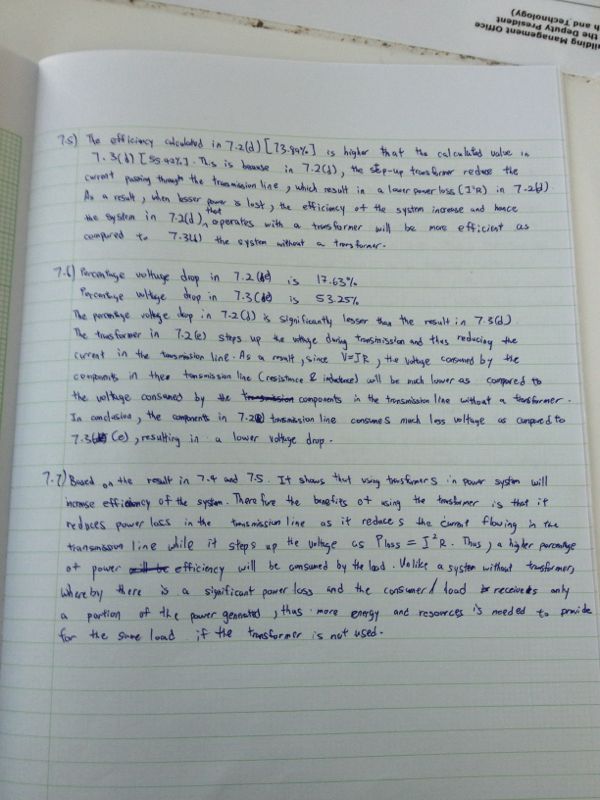 ilding Management Office
the Deputy President
h and Technology)
7.5) The efficiency calculated in 7.2(d) [73.89%] is higher that the calculated value in
7.3(d) [55.42%]. This is because in 7.2(d), the step-up transformer reduce the
current passing through the transmission line, which result in a lower power loss (I²R) in 7.2(d).
As a result, when lesser power is lost, the efficiency of the system increase and hence
the system in 7.2(d), that operates with a transformer will be more efficient as
compared to 7.3(d) the system without a transformer.
7.6) Percentage voltage drop in 7.2 (e) is 17.63%
Percentage voltage drop in 7.3 (e) is 53.25%
The percentage voltage drop in 7.2(d) is significantly lesser than the result in 7.3(d).
The transformer in 7.2(e) steps up the voltage during transmission and thus reducing the
current in the transmission line. As a result, since V=IR, the voltage consumed by the
components in the transmission line (resistance & inductance) will be much lower as compared to
the voltage consumed by the components in the transmission line without a transformer.
In conclusion, the components in 7.2 transmission line consumes much less voltage as compared to
7.3 (e), resulting in a lower voltage drop.
7.7) Based on the result in 7.4 and 7.5. It shows that using transformers in power system will
increase efficiency of the system. Therefore the benefits of using the transformer is that it
reduces power loss in the transmission line as it reduces the current flowing in the
transmission line while it steps up the voltage as Ploss = I²R. Thus, a higher percentage
of power efficiency will be consumed by the load. Unlike a system without transformer,
whereby there is a significant power loss and the consumer/load receives only
a portion of the power gennated, thus more energy and resources is needed to provide
for the same load if the transformer is not used.